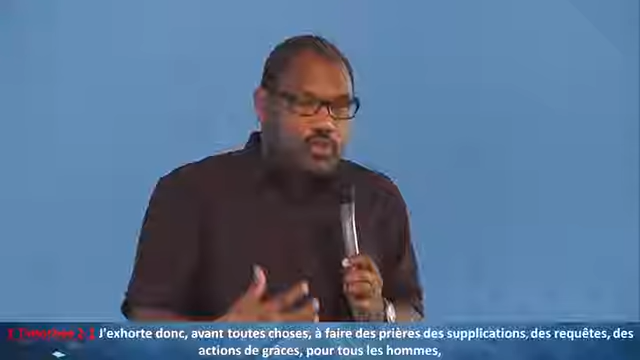 1 Timothée 2:1 J'exhorte donc, avant toutes choses, à faire des prières des supplications, des requêtes, des
actions de grâces, pour tous les hommes,